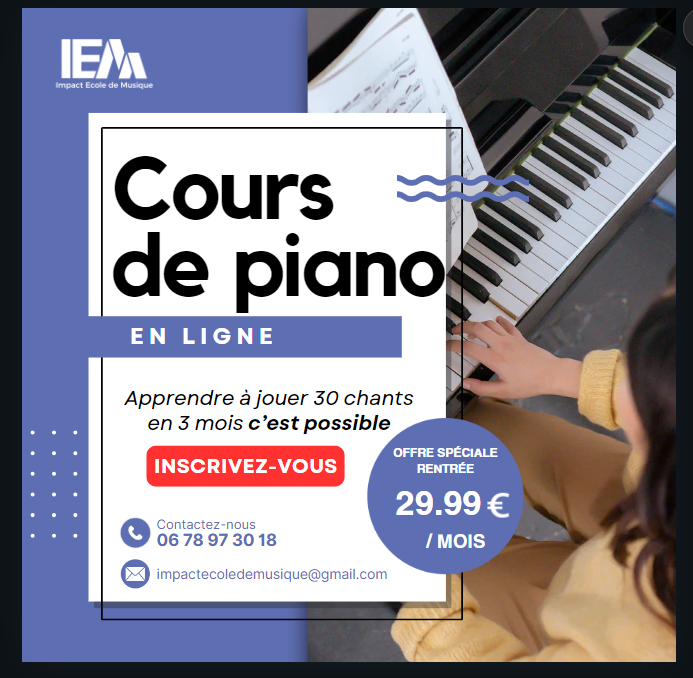 IEM
Impact Ecole de Musique
Cours
de piano
EN LIGNE
Apprendre à jouer 30 chants
en 3 mois c'est possible
INSCRIVEZ-VOUS
OFFRE SPÉCIALE
RENTRÉE
29.99 €
/ MOIS
Contactez-nous
06 78 97 30 18
impactecoledemusique@gmail.com